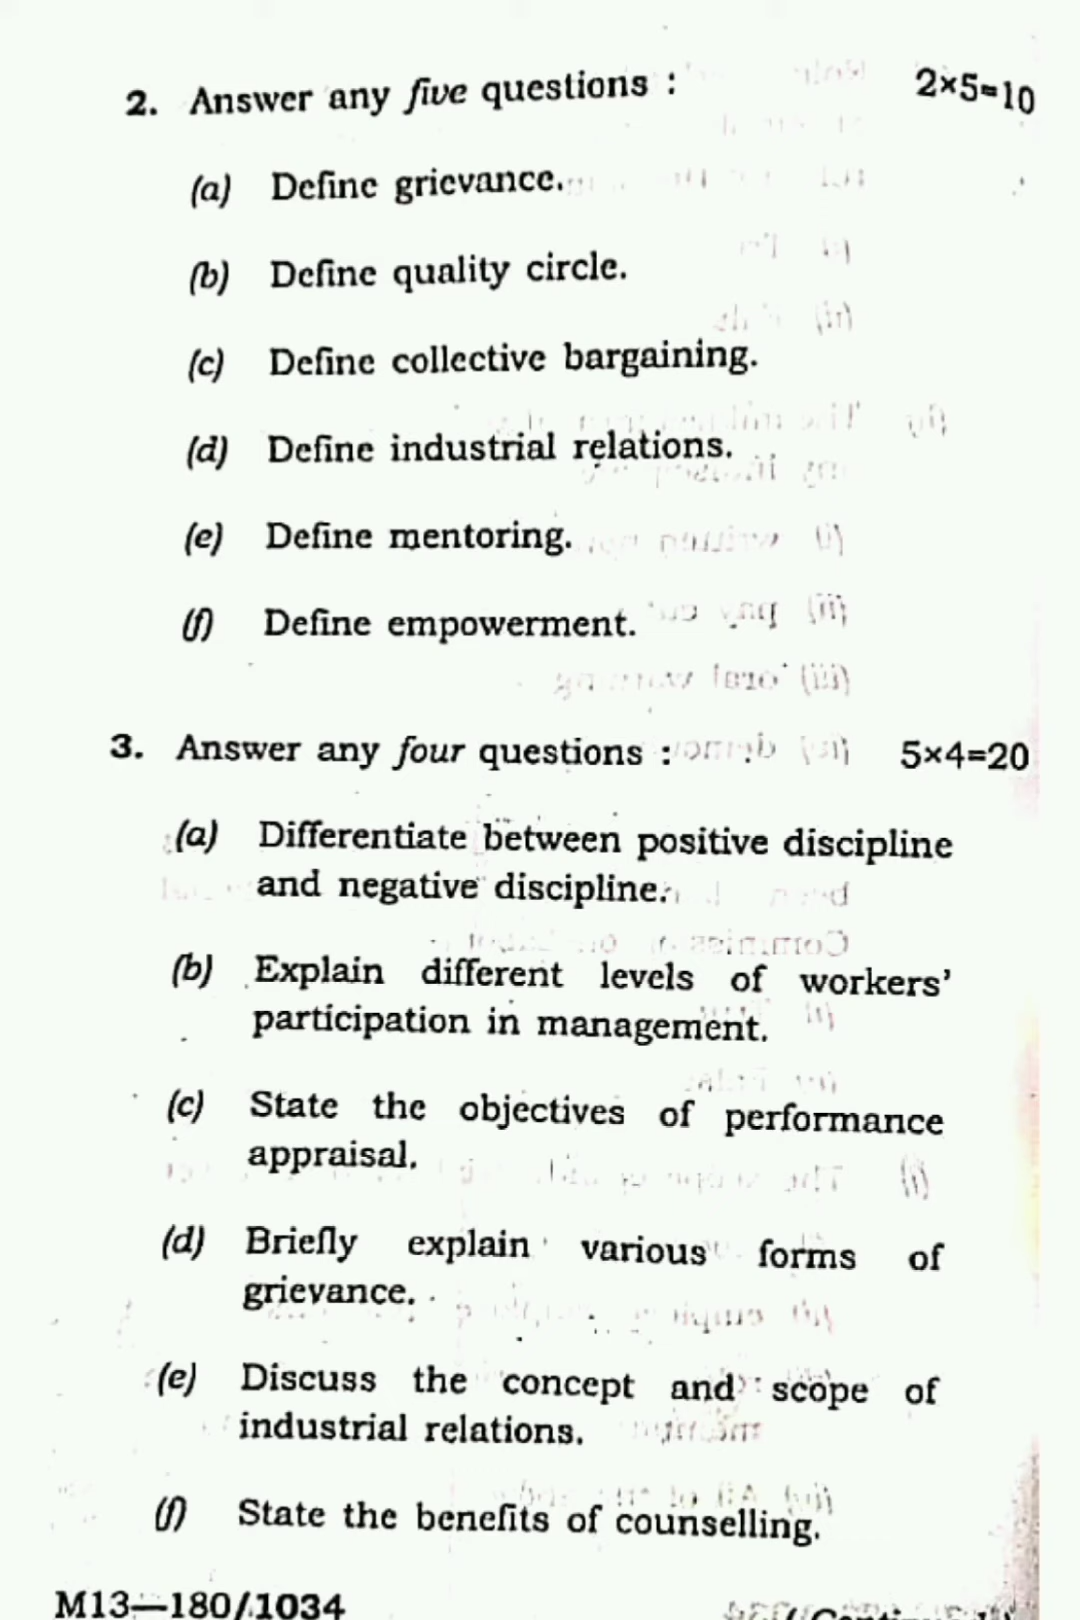 2. Answer any five questions : 2×5=10
(a) Define grievance.
(b) Define quality circle.
(c) Define collective bargaining.
(d) Define industrial relations.
(e) Define mentoring.
(f) Define empowerment.
3. Answer any four questions : 5×4=20
(a) Differentiate between positive discipline
and negative discipline.
(b) Explain different levels of workers'
participation in management.
(c) State the objectives of performance
appraisal.
(d) Briefly explain various forms of
grievance.
(e) Discuss the concept and scope of
industrial relations.
(f) State the benefits of counselling.
M13—180/1034